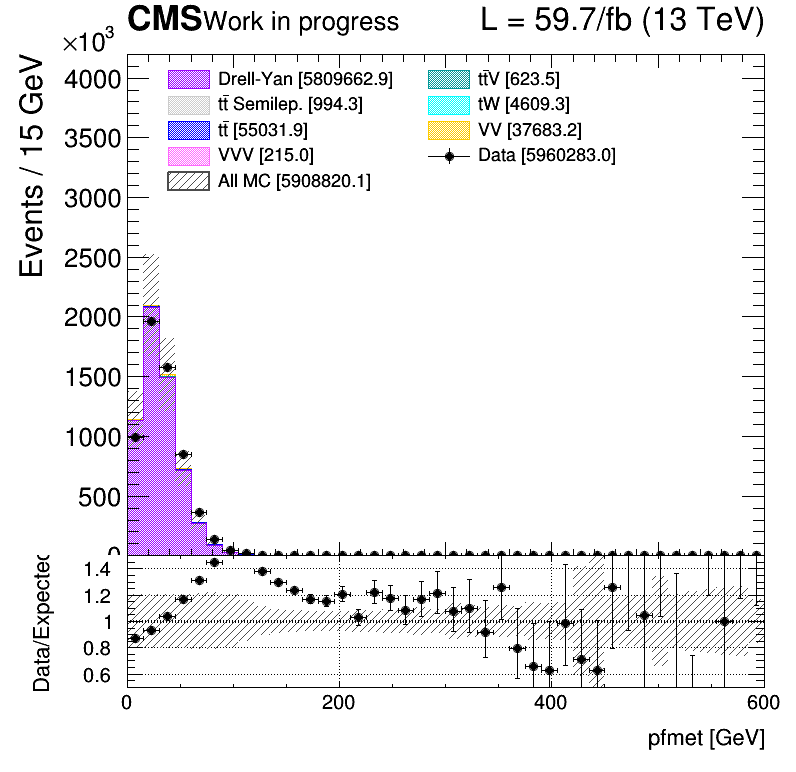 CMS Work in progress L = 59.7/fb (13 TeV)
×10³
Events / 15 GeV
4000
3500
3000
2500
2000
1500
1000
500
0
Drell-Yan [5809662.9]
tt̄ Semilep. [994.3]
tt̄ [55031.9]
VVV [215.0]
All MC [5908820.1]
tt̄V [623.5]
tW [4609.3]
VV [37683.2]
Data [5960283.0]
Data/Expected
1.4
1.2
1
0.8
0.6
0 200 400 600
pfmet [GeV]